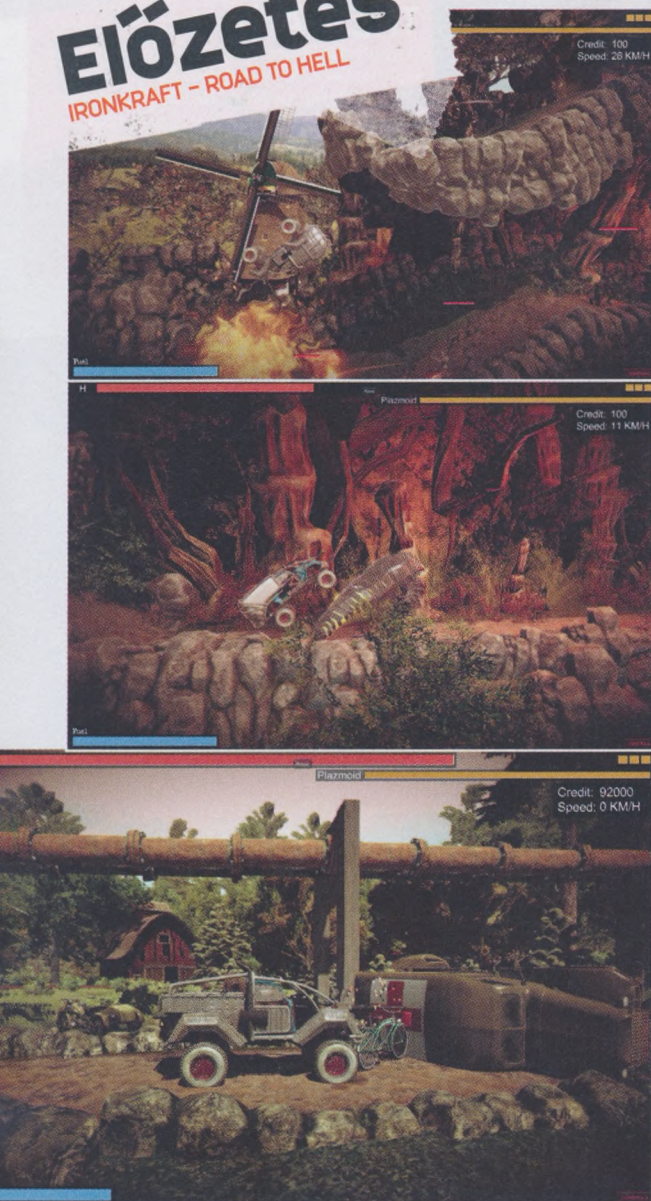 Előzetes
IRONKRAFT – ROAD TO HELL
Credit: 100
Speed: 28 KM/H
Fuel
H
Plazmoid
Credit: 100
Speed: 11 KM/H
Fuel
Plazmoid
Credit: 92000
Speed: 0 KM/H